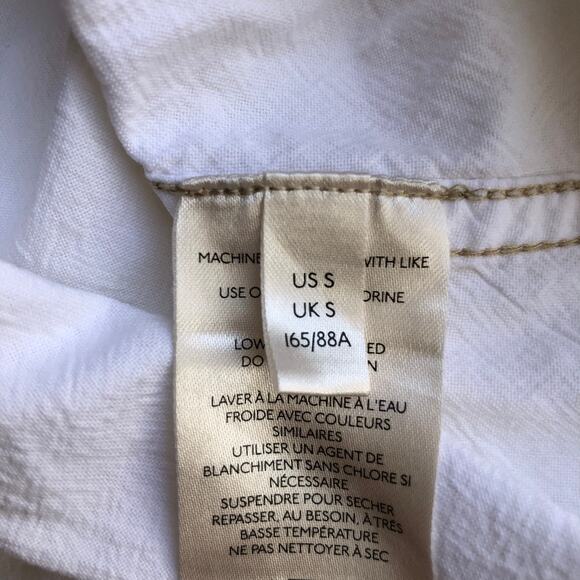 MACHINE
WITH LIKE
USE
US S
UK S
165/88A
LOW
DO
LAVER À LA MACHINE À L'EAU
FROIDE AVEC COULEURS
SIMILAIRES
UTILISER UN AGENT DE
BLANCHIMENT SANS CHLORE SI
NÉCESSAIRE
SUSPENDRE POUR SECHER
REPASSER, AU BESOIN, À TRÈS
BASSE TEMPÉRATURE
NE PAS NETTOYER À SEC